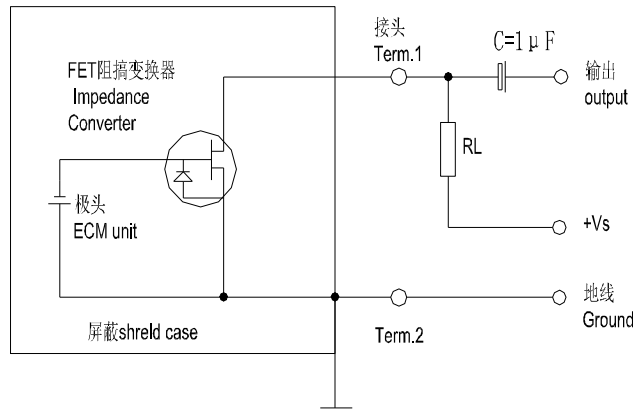 FET阻搞变换器
Impedance
Converter
极头
ECM unit
屏蔽shreld case
接头
Term.1
C=1μF
输出
output
RL
+Vs
地线
Ground
Term.2